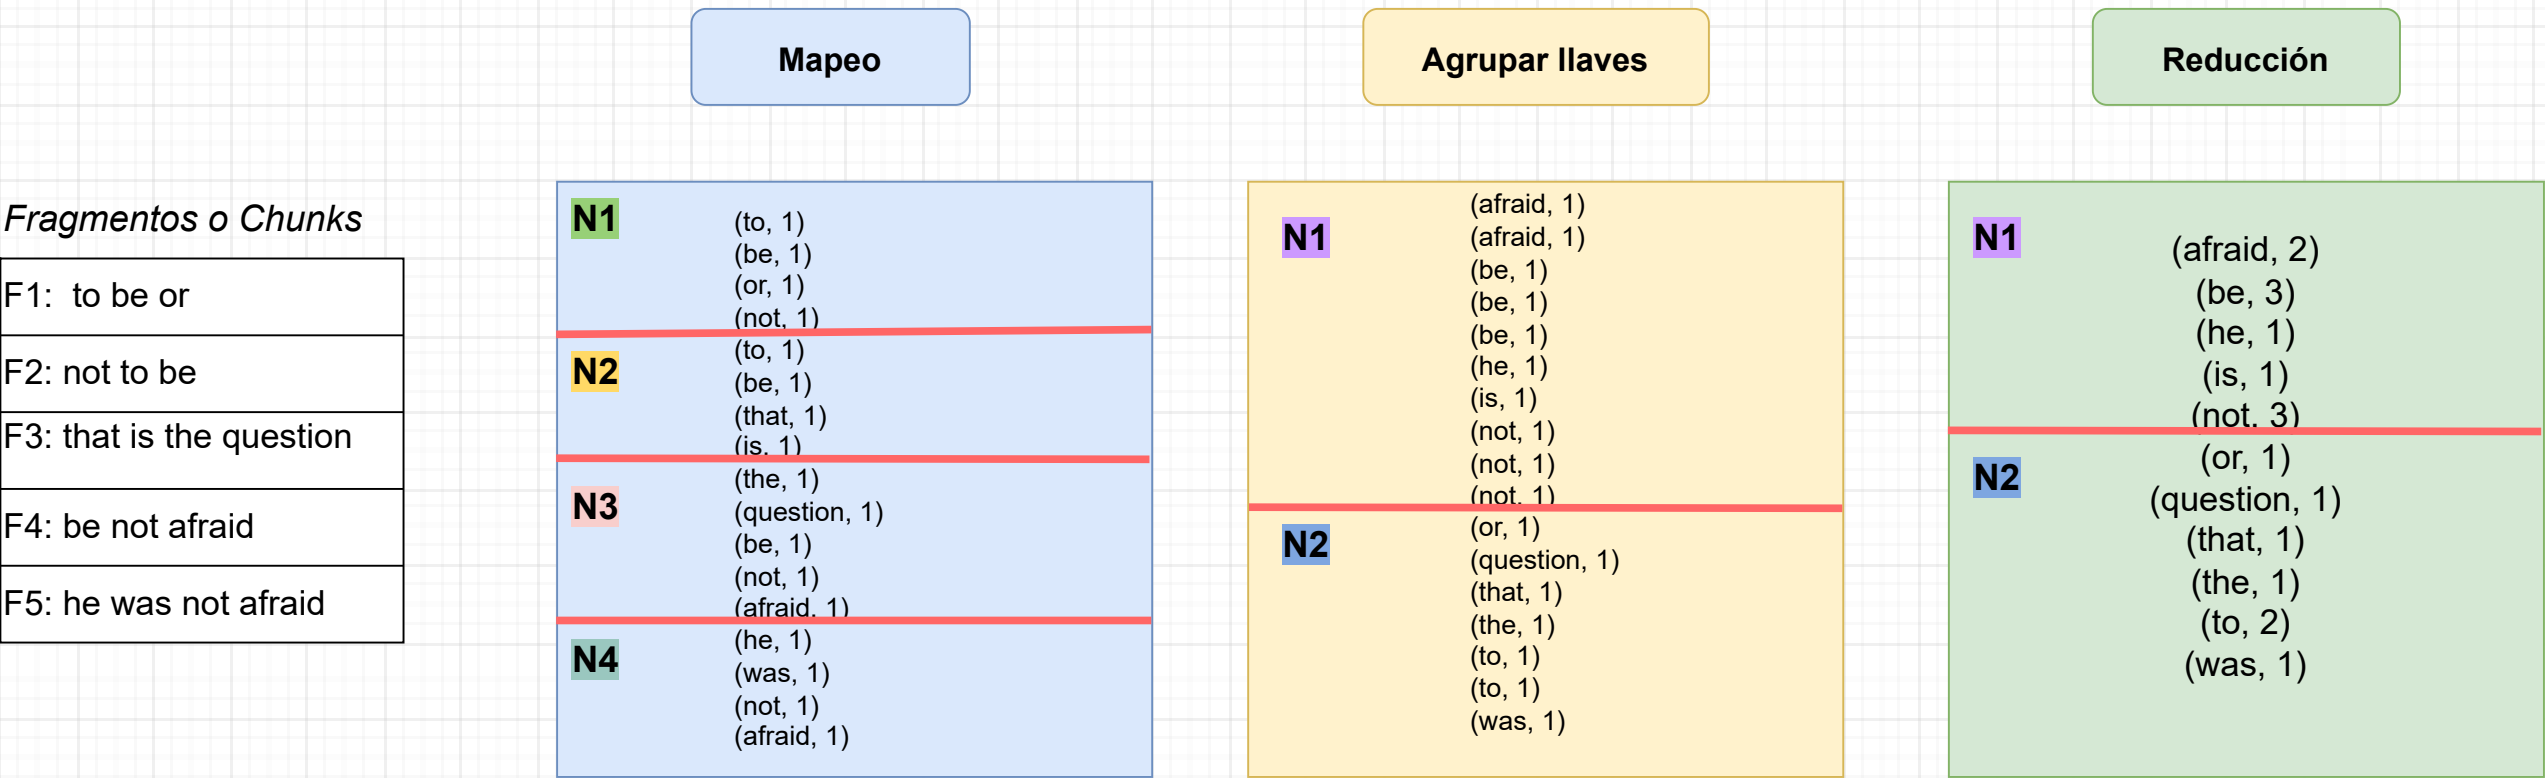 Mapeo
Agrupar llaves
Reducción
Fragmentos o Chunks
F1: to be or
F2: not to be
F3: that is the question
F4: be not afraid
F5: he was not afraid
N1
(to, 1)
(be, 1)
(or, 1)
(not, 1)
N2
(to, 1)
(be, 1)
(that, 1)
(is, 1)
N3
(the, 1)
(question, 1)
(be, 1)
(not, 1)
(afraid, 1)
N4
(he, 1)
(was, 1)
(not, 1)
(afraid, 1)
N1
(afraid, 1)
(afraid, 1)
(be, 1)
(be, 1)
(be, 1)
(he, 1)
(is, 1)
(not, 1)
(not, 1)
(not, 1)
N2
(or, 1)
(question, 1)
(that, 1)
(the, 1)
(to, 1)
(to, 1)
(was, 1)
N1
(afraid, 2)
(be, 3)
(he, 1)
(is, 1)
(not, 3)
N2
(or, 1)
(question, 1)
(that, 1)
(the, 1)
(to, 2)
(was, 1)